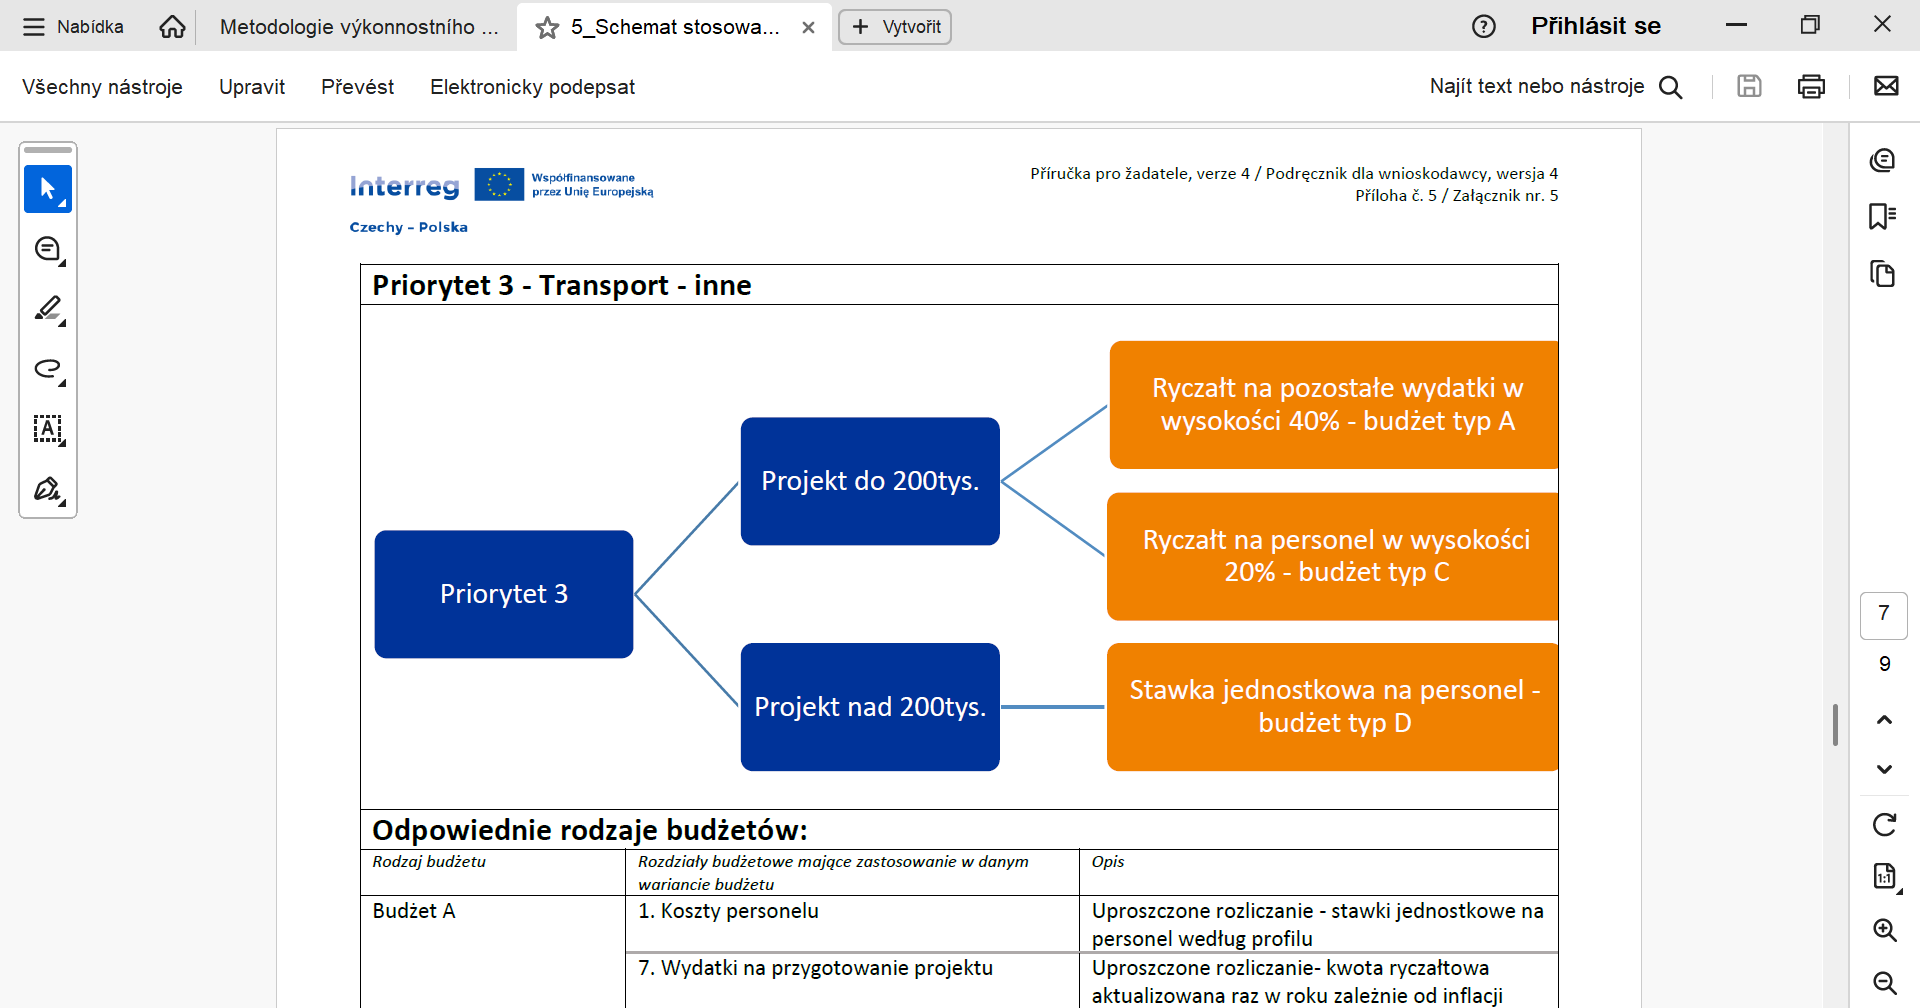 Nabídka
Metodologie výkonnostního ...
5_Schemat stosowa...
Vytvořit
Přihlásit se
Všechny nástroje
Upravit
Převést
Elektronicky podepsat
Najít text nebo nástroje
Interreg
Współfinansowane
przez Unię Europejską
Czechy – Polska
Příručka pro žadatele, verze 4 / Podręcznik dla wnioskodawcy, wersja 4
Příloha č. 5 / Załącznik nr. 5
Priorytet 3 - Transport - inne
Ryczałt na pozostałe wydatki w
wysokości 40% - budżet typ A
Projekt do 200tys.
Ryczałt na personel w wysokości
20% - budżet typ C
Priorytet 3
Projekt nad 200tys.
Stawka jednostkowa na personel -
budżet typ D
Odpowiednie rodzaje budżetów:
Rodzaj budżetu
Rozdziały budżetowe mające zastosowanie w danym
wariancie budżetu
Opis
Budżet A
1. Koszty personelu
Uproszczone rozliczanie - stawki jednostkowe na
personel według profilu
7. Wydatki na przygotowanie projektu
Uproszczone rozliczanie- kwota ryczałtowa
aktualizowana raz w roku zależnie od inflacji
7
9
1:1
A